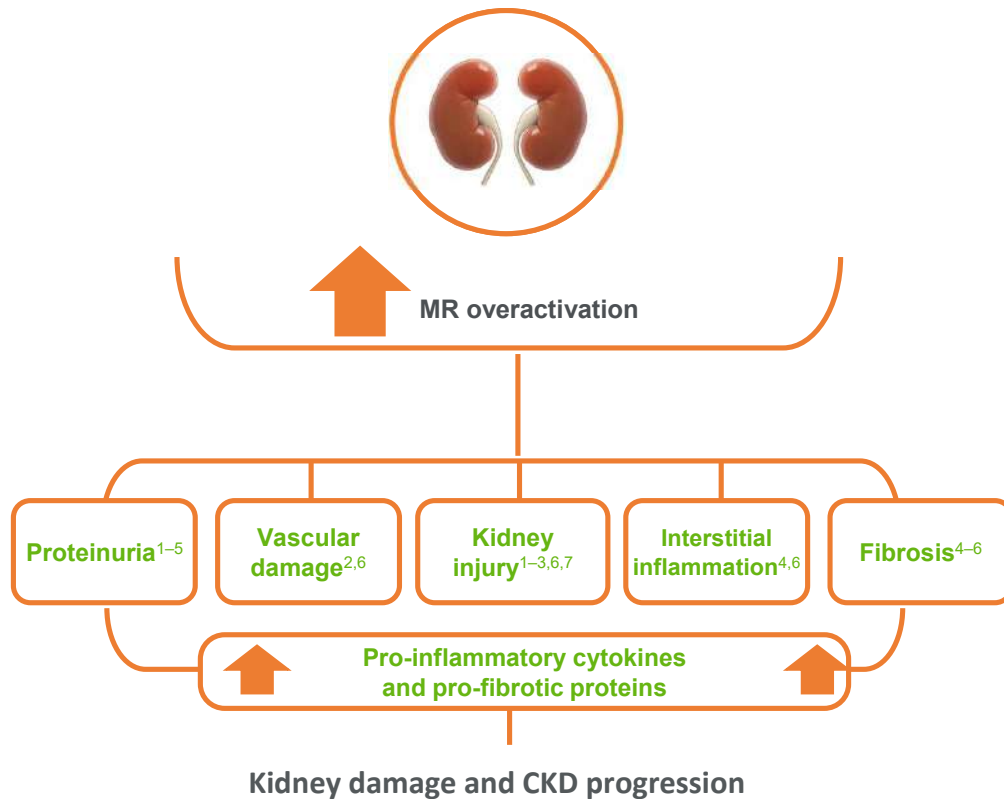 MR overactivation
Proteinuria1–5
Vascular
damage2,6
Kidney
injury1–3,6,7
Interstitial
inflammation4,6
Fibrosis4–6
Pro-inflammatory cytokines
and pro-fibrotic proteins
Kidney damage and CKD progression